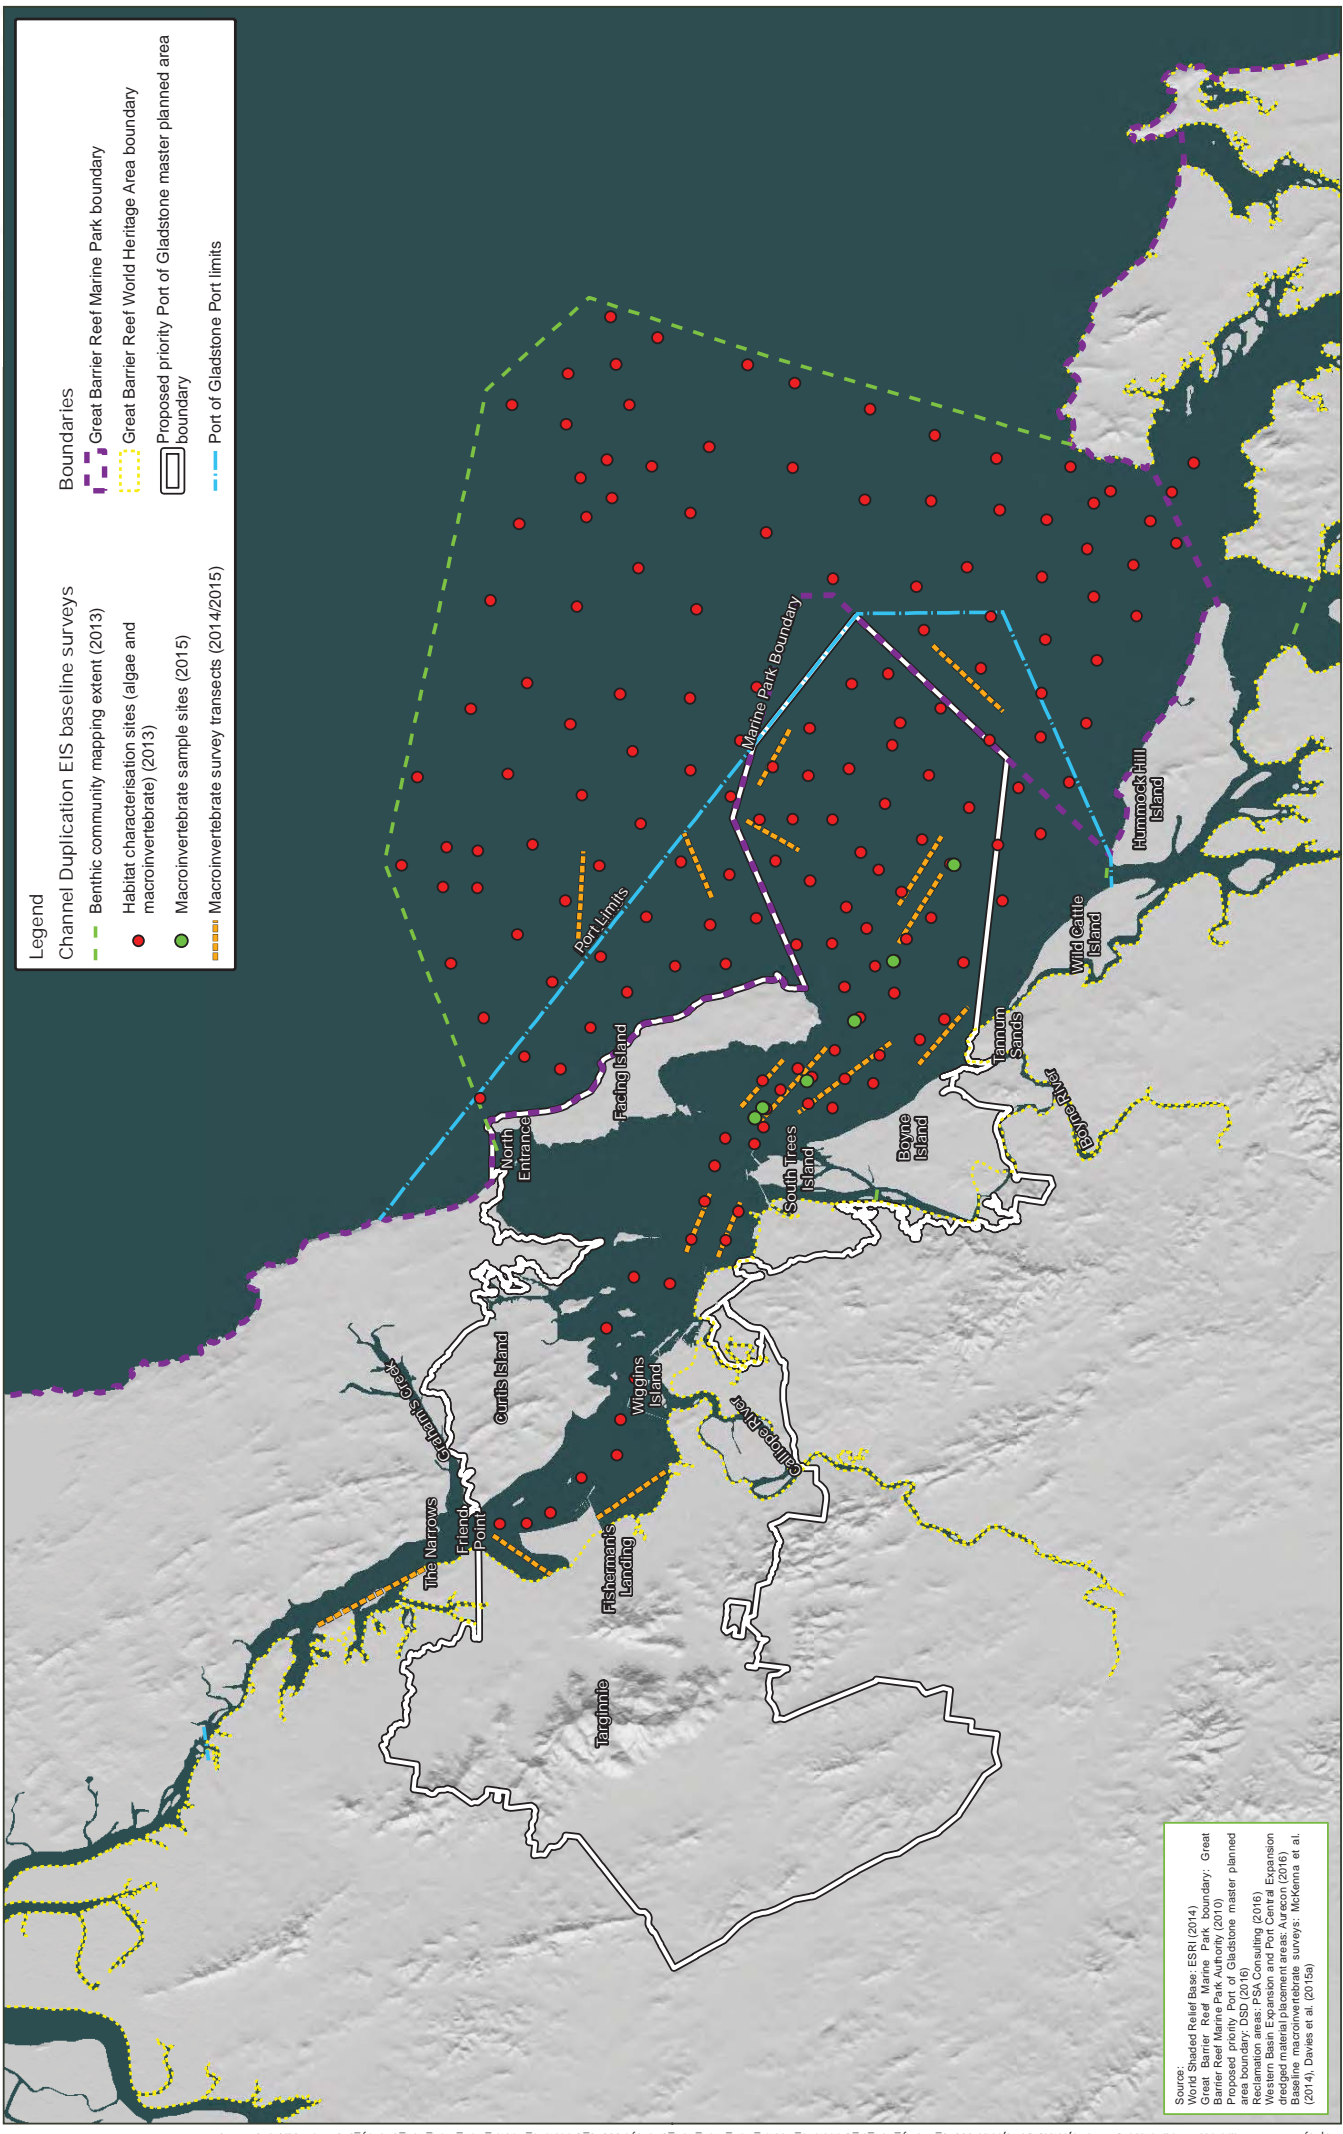 Legend
Channel Duplication EIS baseline surveys
Benthic community mapping extent (2013)
Habitat characterisation sites (algae and
macroinvertebrate) (2013)
Macroinvertebrate sample sites (2015)
Macroinvertebrate survey transects (2014/2015)
Boundaries
Great Barrier Reef Marine Park boundary
Great Barrier Reef World Heritage Area boundary
Proposed priority Port of Gladstone master planned area
boundary
Port of Gladstone Port limits
Marine Park Boundary
Port Limits
Hummock Hill
Island
Wild Cattle
Island
Tannum
Sands
Facing Island
North
Entrance
Boyne River
Boyne
Island
South Trees
Island
Graham's Creek
Curtis Island
Wiggins
Island
Calliope River
The Narrows
Friend
Point
Fisherman's
Landing
Targinnie
Source:
World Shaded Relief Base: ESRI (2014)
Great Barrier Reef Marine Park boundary: Great
Barrier Reef Marine Park Authority (2010)
Proposed priority Port of Gladstone master planned
area boundary: DSD (2016)
Reclamation areas: PSA Consulting (2016)
Western Basin Expansion and Port Central Expansion
dredged material placement areas: Aurecon (2016)
Baseline macroinvertebrate surveys: McKenna et al.
(2014), Davies et al. (2015a)